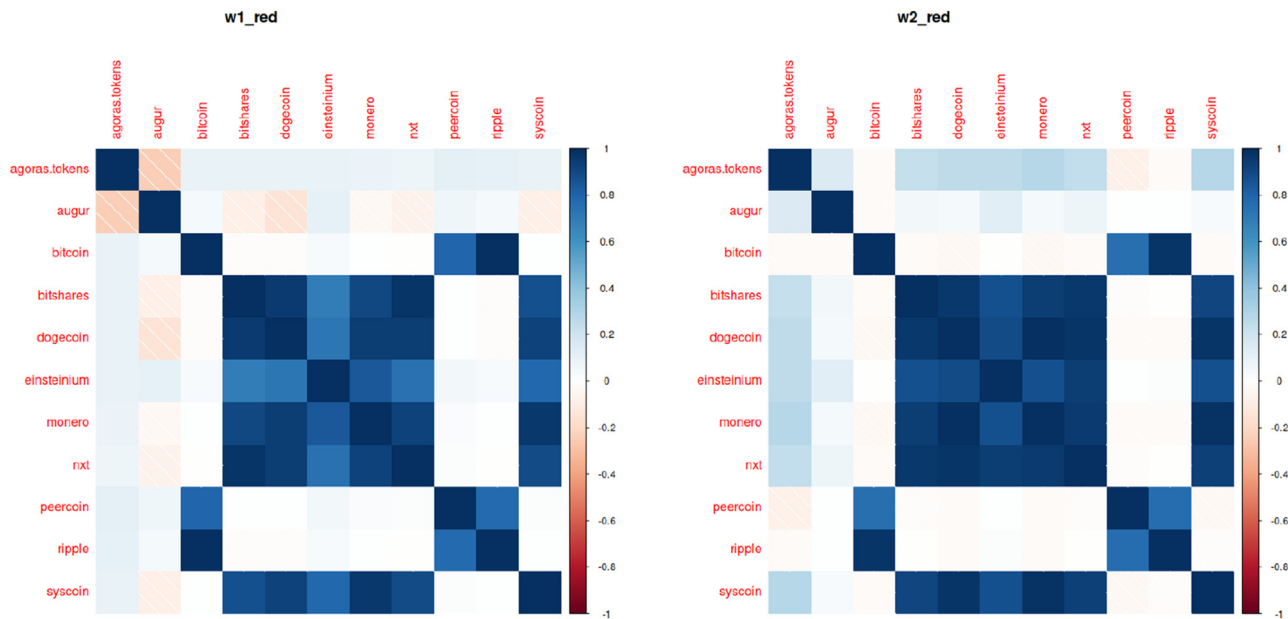 w1_red
agoras.tokens
augur
bitcoin
bitshares
dogecoin
einsteinium
monero
nxt
peercoin
ripple
syscoin
agoras.tokens
augur
bitcoin
bitshares
dogecoin
einsteinium
monero
nxt
peercoin
ripple
syscoin
1
0.8
0.6
0.4
0.2
0
-0.2
-0.4
-0.6
-0.8
-1
w2_red
agoras.tokens
augur
bitcoin
bitshares
dogecoin
einsteinium
monero
nxt
peercoin
ripple
syscoin
agoras.tokens
augur
bitcoin
bitshares
dogecoin
einsteinium
monero
nxt
peercoin
ripple
syscoin
1
0.8
0.6
0.4
0.2
0
-0.2
-0.4
-0.6
-0.8
-1